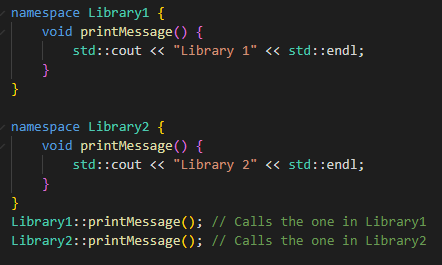 namespace Library1 {
    void printMessage() {
        std::cout << "Library 1" << std::endl;
    }
}

namespace Library2 {
    void printMessage() {
        std::cout << "Library 2" << std::endl;
    }
}
Library1::printMessage(); // Calls the one in Library1
Library2::printMessage(); // Calls the one in Library2